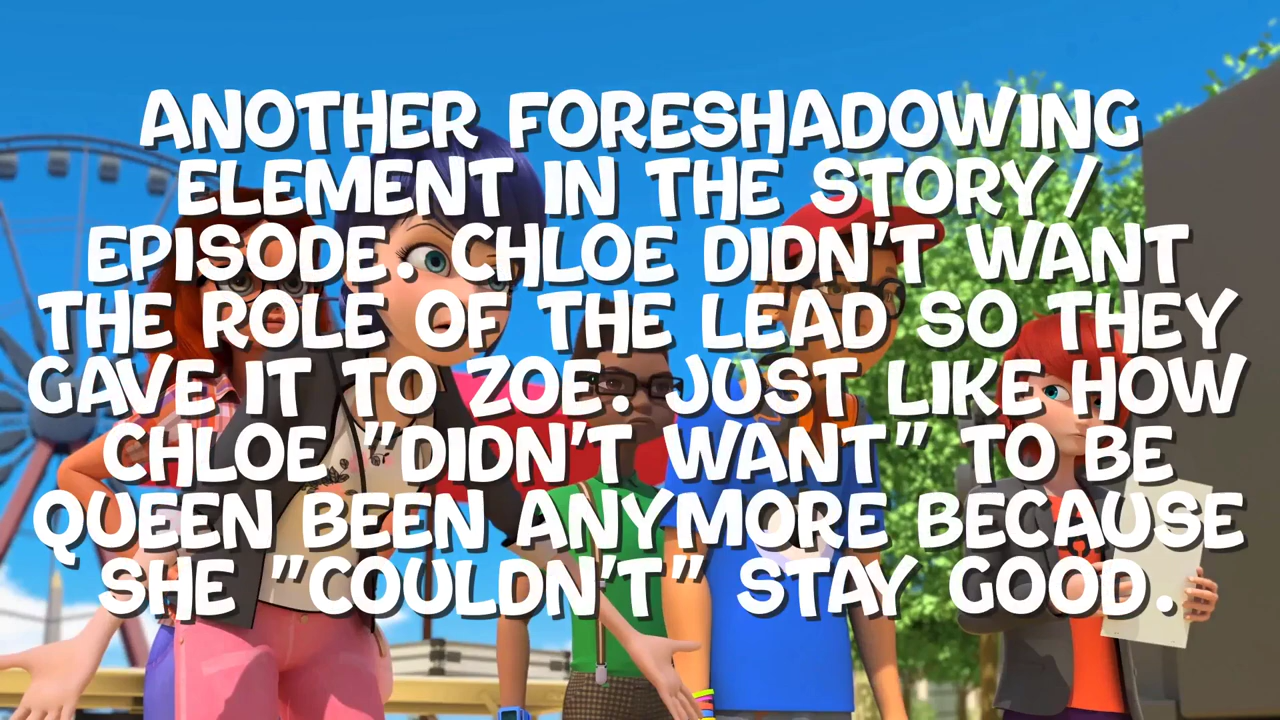 ANOTHER FORESHADOWING
ELEMENT IN THE STORY/
EPISODE. CHLOE DIDN'T WANT
THE ROLE OF THE LEAD SO THEY
GAVE IT TO ZOE. JUST LIKE HOW
CHLOE "DIDN'T WANT" TO BE
QUEEN BEEN ANYMORE BECAUSE
SHE "COULDN'T" STAY GOOD.